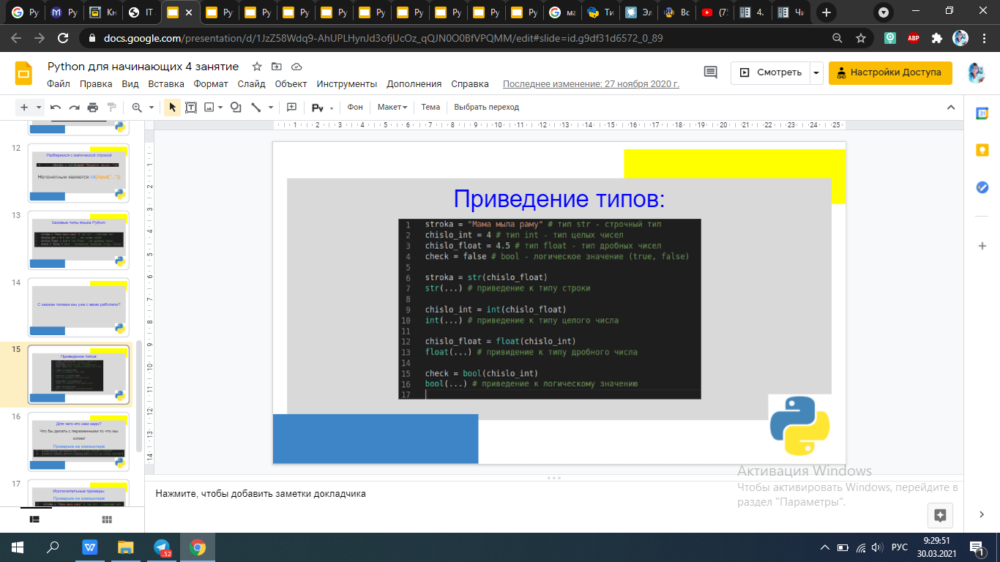 Ру
Му
Кн
IT
Ру
Ру
Ру
Ру
Ру
Ру
Ру
Ру
Ру
ма
Ти
Эл
Вс
(7
4.
Чи
docs.google.com/presentation/d/1JzZ58Wdq9-AhUPLHynJd3ofjUcOz_qQJN0O0BfVPQMM/edit#slide=id.g9df31d6572_0_89
ABP
Python для начинающих 4 занятие
Файл Правка Вид Вставка Формат Слайд Объект Инструменты Дополнения Справка Последнее изменение: 27 ноября 2020 г.
Смотреть
Настройки Доступа
Фон Макет Тема Выбрать переход
1 2 3 4 5 6 7 8 9 10 11 12 13 14 15 16 17 18 19 20 21 22 23 24 25
1 2 3 4 5 6 7 8 9 10 11 12 13 14
12
Разберемся с магической строкой
Непонятным является int(input("..."))
13
Базовые типы языка Python:
14
С какими типами мы уже с вами работали?
15
Приведение типов:
16
Для чего это нам надо?
Что бы делать с переменными то что мы
хотим!
Проверьте на компьютере
17
Исключительные примеры:
Проверьте на компьютере
Приведение типов:
1 stroka = "Мама мыла раму" # тип str - строчный тип
2 chislo_int = 4 # тип int - тип целых чисел
3 chislo_float = 4.5 # тип float - тип дробных чисел
4 check = false # bool - логическое значение (true, false)
5
6 stroka = str(chislo_float)
7 str(...) # приведение к типу строки
8
9 chislo_int = int(chislo_float)
10 int(...) # приведение к типу целого числа
11
12 chislo_float = float(chislo_int)
13 float(...) # привидение к типу дробного числа
14
15 check = bool(chislo_int)
16 bool(...) # приведение к логическому значению
17
Нажмите, чтобы добавить заметки докладчика
Активация Windows
Чтобы активировать Windows, перейдите в
раздел "Параметры".
31
.52
РУС
9:29:51
30.03.2021
1